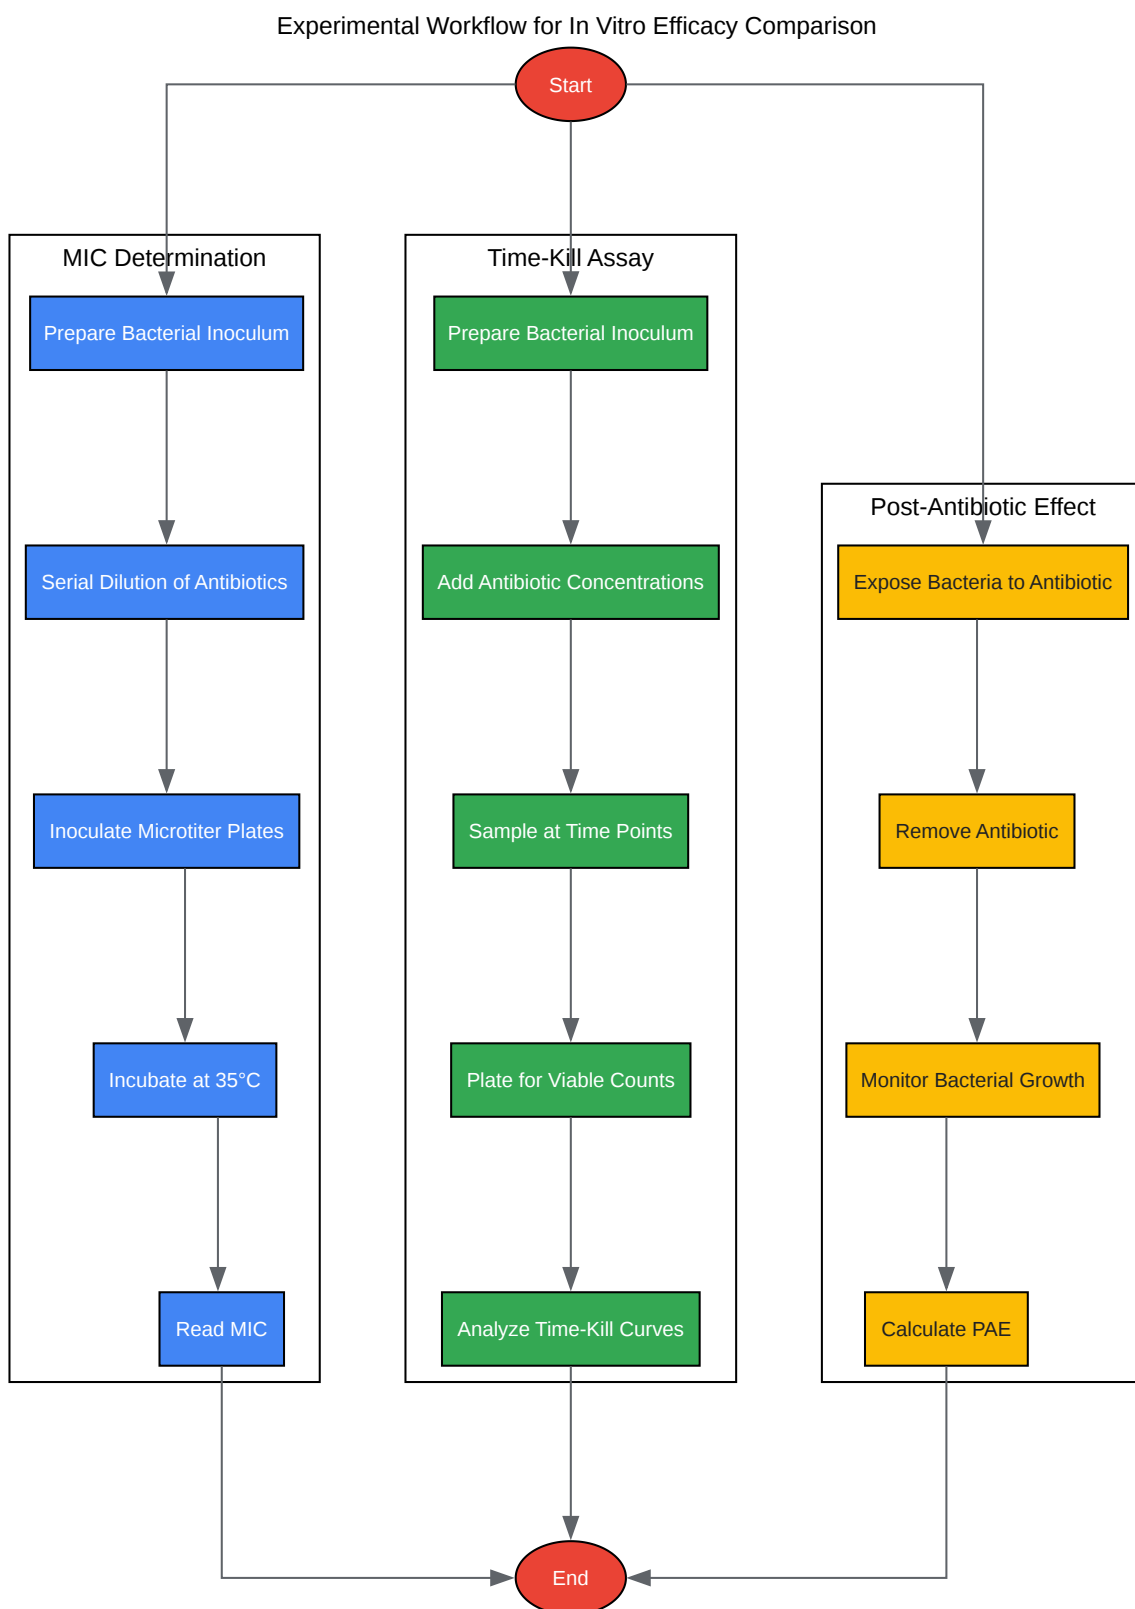 Experimental Workflow for In Vitro Efficacy Comparison
Start
MIC Determination
Prepare Bacterial Inoculum
Serial Dilution of Antibiotics
Inoculate Microtiter Plates
Incubate at 35°C
Read MIC
Time-Kill Assay
Prepare Bacterial Inoculum
Add Antibiotic Concentrations
Sample at Time Points
Plate for Viable Counts
Analyze Time-Kill Curves
Post-Antibiotic Effect
Expose Bacteria to Antibiotic
Remove Antibiotic
Monitor Bacterial Growth
Calculate PAE
End